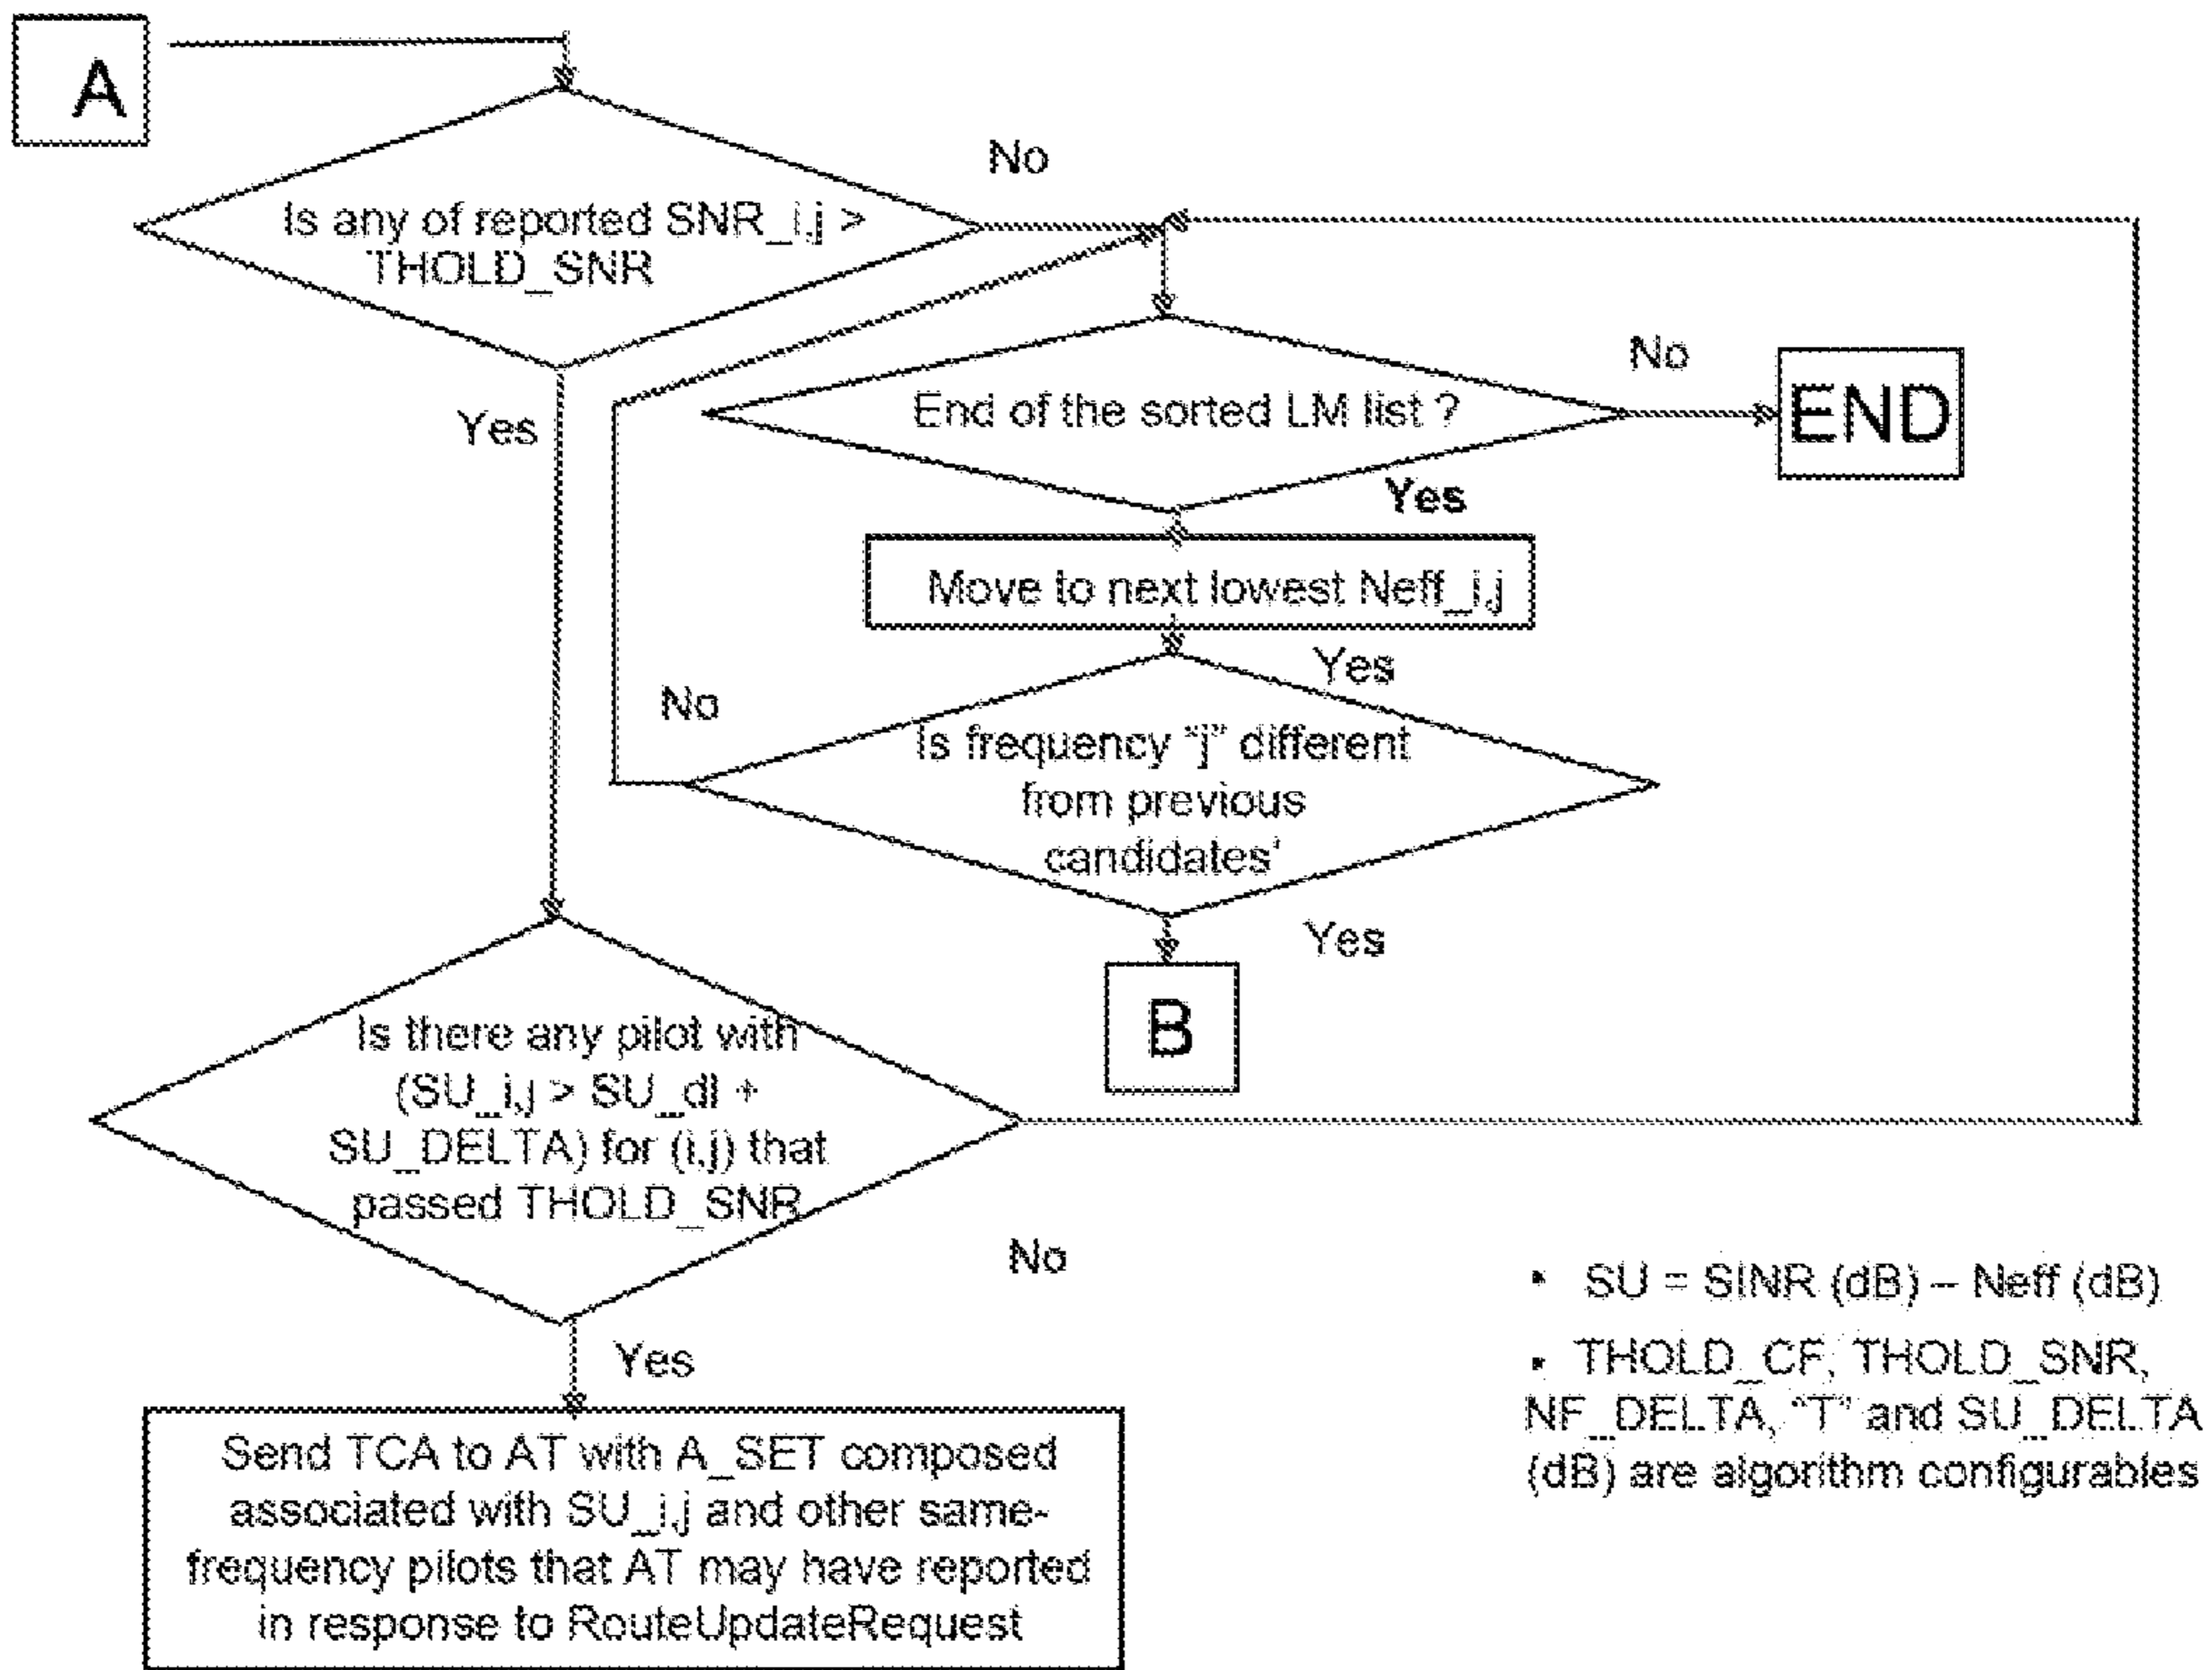 A
Is any of reported SNR_i,j >
THOLD_SNR
No
Yes
End of the sorted LM list ?
No
END
Yes
Move to next lowest Neff_i,j
Yes
No
Is frequency "j" different
from previous
candidates'
Yes
B
Is there any pilot with
(SU_i,j > SU_dl +
SU_DELTA) for (i,j) that
passed THOLD_SNR
No
Yes
Send TCA to AT with A_SET composed
associated with SU_i,j and other same-
frequency pilots that AT may have reported
in response to RouteUpdateRequest
• SU = SINR (dB) – Neff (dB)
• THOLD_CF, THOLD_SNR,
NF_DELTA, "T" and SU_DELTA
(dB) are algorithm configurables